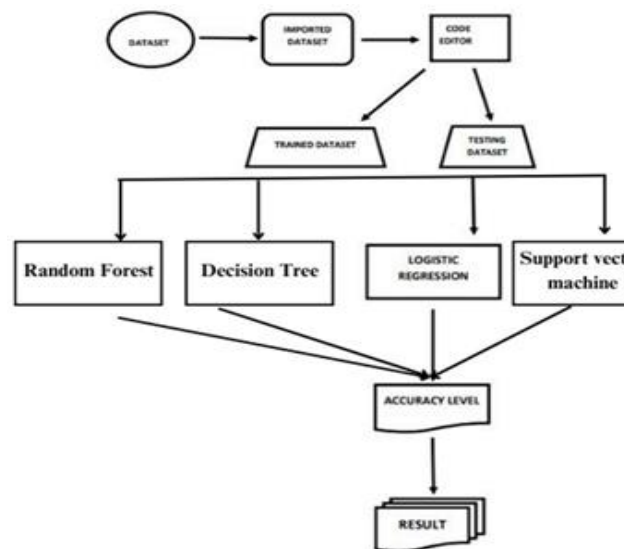 DATASET
IMPORTED
DATASET
CODE
EDITOR
TRAINED DATASET
TESTING
DATASET
Random Forest
Decision Tree
LOGISTIC
REGRESSION
Support vect
machine
ACCURACY LEVEL
RESULT